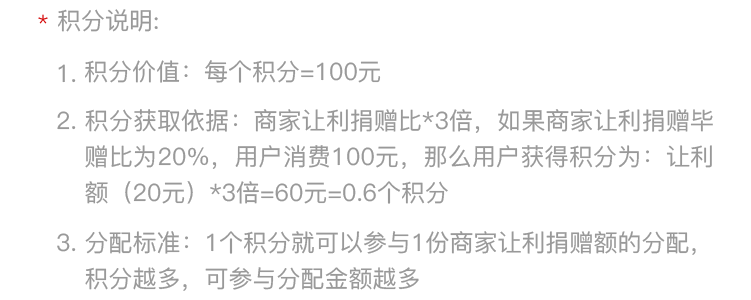 * 积分说明:
1. 积分价值：每个积分=100元
2. 积分获取依据：商家让利捐赠比*3倍，如果商家让利捐赠毕
赠比为20%，用户消费100元，那么用户获得积分为：让利
额（20元）*3倍=60元=0.6个积分
3. 分配标准：1个积分就可以参与1份商家让利捐赠额的分配，
积分越多，可参与分配金额越多